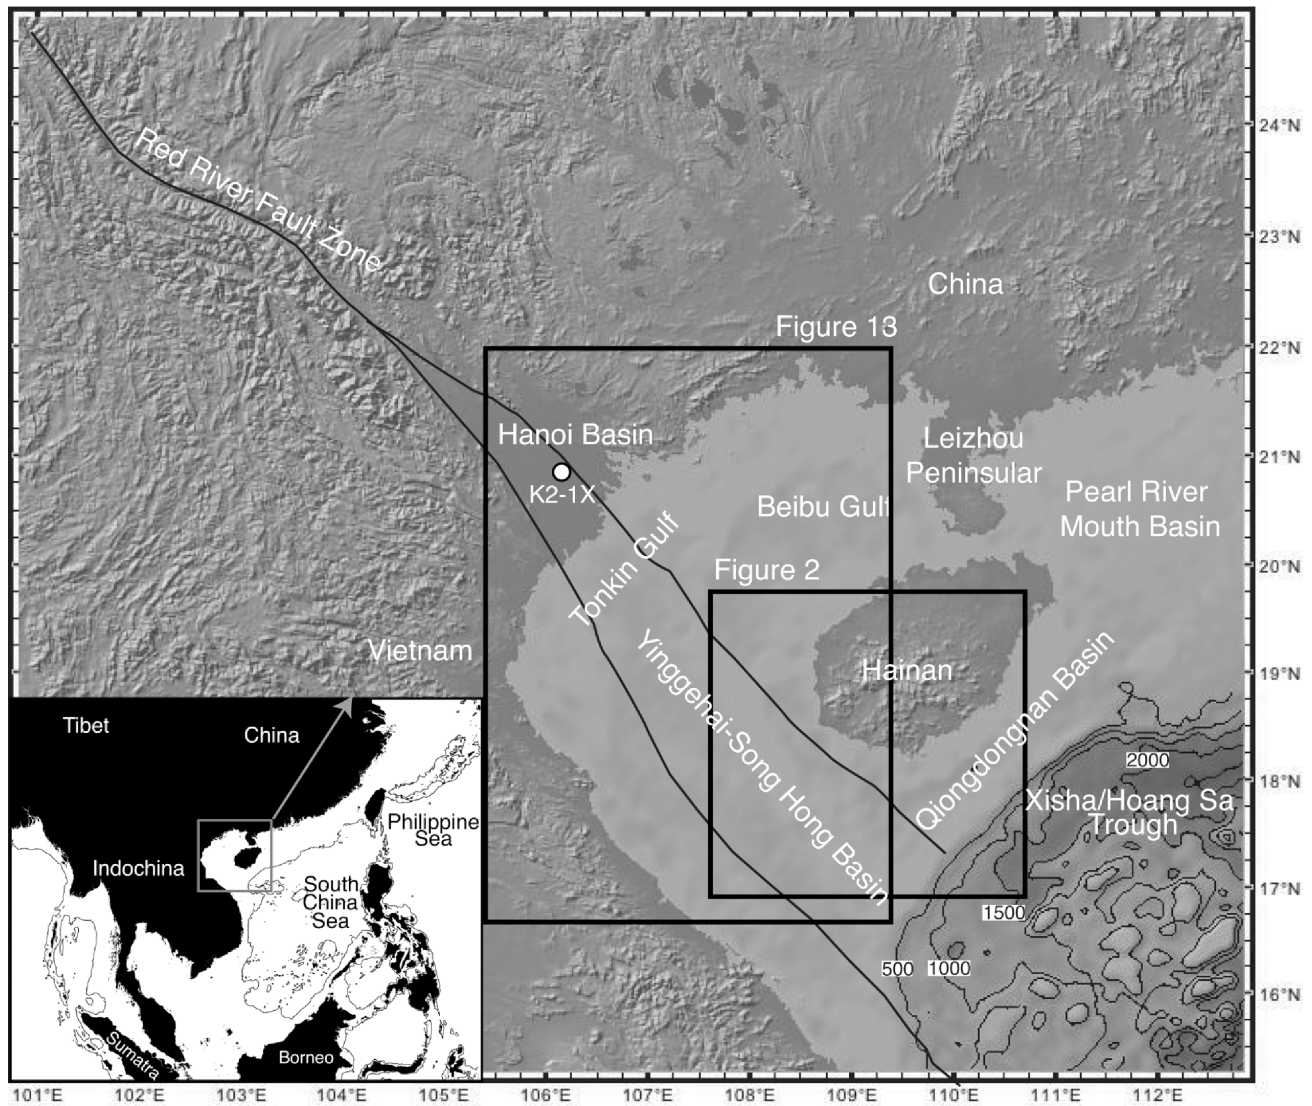 24°N
Red River Fault Zone
23°N
China
Figure 13
22°N
Hanoi Basin
Leizhou
Peninsular
21°N
K2-1X
Beibu Gulf
Pearl River
Mouth Basin
Tonkin Gulf
Figure 2
20°N
Vietnam
Yinggehai-Song Hong Basin
Hainan
19°N
Qiongdongnan Basin
2000
18°N
Xisha/Hoang Sa
Trough
17°N
1500
500
1000
16°N
Tibet
China
Philippine
Sea
Indochina
South
China
Sea
Sumatra
Borneo
101°E
102°E
103°E
104°E
105°E
106°E
107°E
108°E
109°E
110°E
111°E
112°E